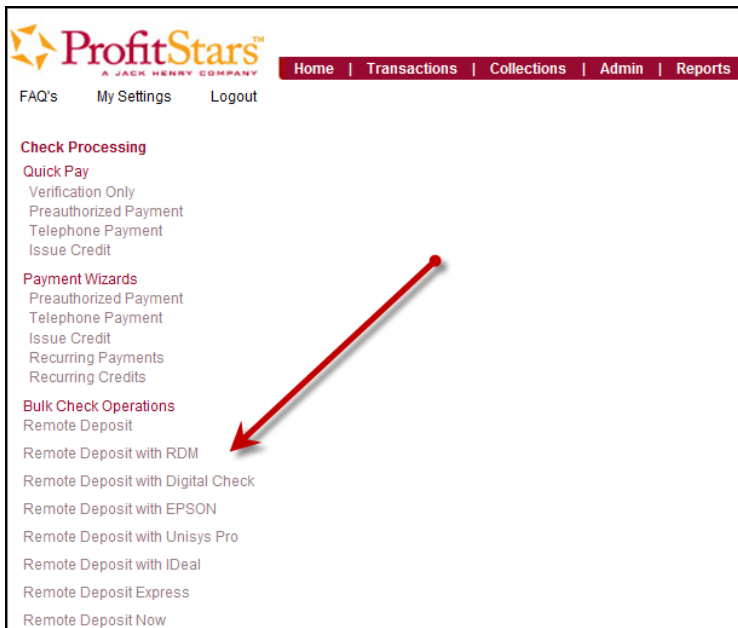 ProfitStars™
A JACK HENRY COMPANY
Home | Transactions | Collections | Admin | Reports
FAQ's My Settings Logout
Check Processing
Quick Pay
Verification Only
Preauthorized Payment
Telephone Payment
Issue Credit
Payment Wizards
Preauthorized Payment
Telephone Payment
Issue Credit
Recurring Payments
Recurring Credits
Bulk Check Operations
Remote Deposit
Remote Deposit with RDM
Remote Deposit with Digital Check
Remote Deposit with EPSON
Remote Deposit with Unisys Pro
Remote Deposit with IDeal
Remote Deposit Express
Remote Deposit Now